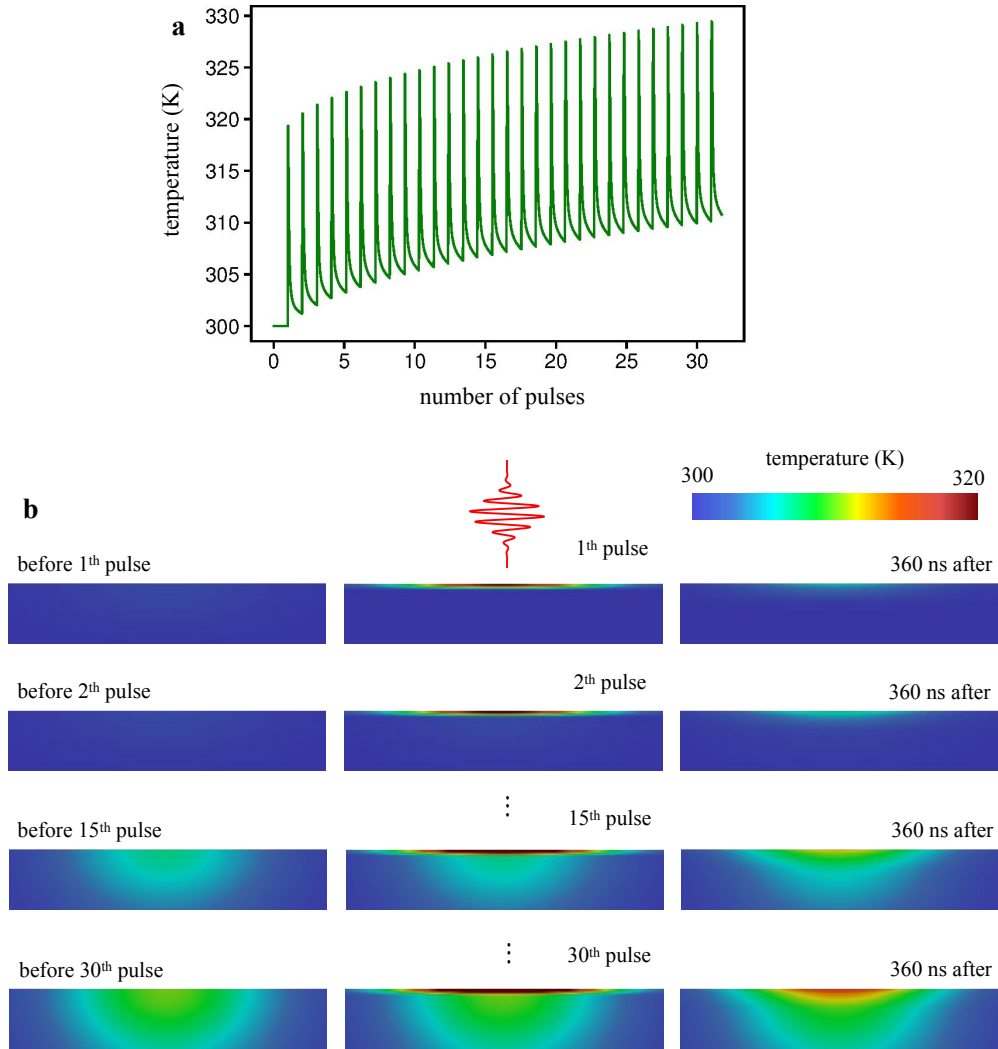 a
330
325
320
315
310
305
300
temperature (K)
0 5 10 15 20 25 30
number of pulses
b
temperature (K)
300 320
before 1th pulse 1th pulse 360 ns after
before 2th pulse 2th pulse 360 ns after
⋮
before 15th pulse 15th pulse 360 ns after
⋮
before 30th pulse 30th pulse 360 ns after